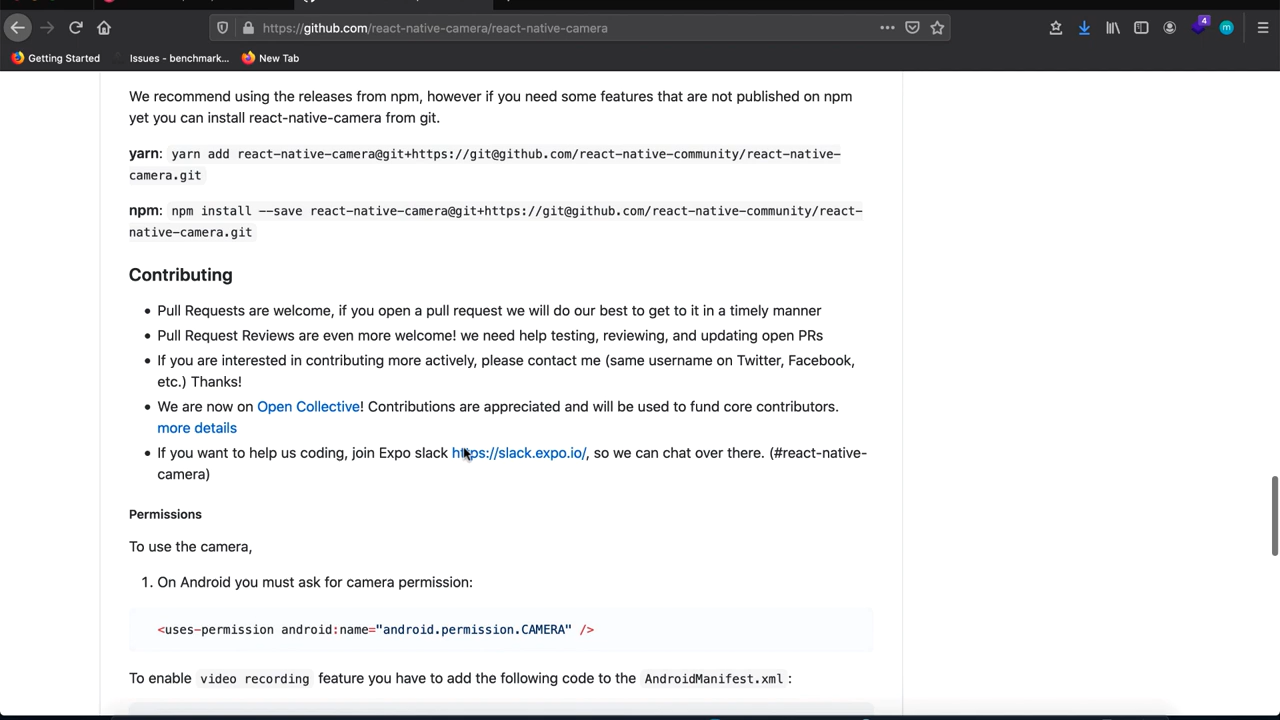 https://github.com/react-native-camera/react-native-camera
4
m
Getting Started
Issues - benchmark...
New Tab
We recommend using the releases from npm, however if you need some features that are not published on npm
yet you can install react-native-camera from git.
yarn: yarn add react-native-camera@git+https://git@github.com/react-native-community/react-native-
camera.git
npm: npm install --save react-native-camera@git+https://git@github.com/react-native-community/react-
native-camera.git
Contributing
Pull Requests are welcome, if you open a pull request we will do our best to get to it in a timely manner
Pull Request Reviews are even more welcome! we need help testing, reviewing, and updating open PRs
If you are interested in contributing more actively, please contact me (same username on Twitter, Facebook,
etc.) Thanks!
We are now on Open Collective! Contributions are appreciated and will be used to fund core contributors.
more details
If you want to help us coding, join Expo slack https://slack.expo.io/, so we can chat over there. (#react-native-
camera)
Permissions
To use the camera,
1. On Android you must ask for camera permission:
<uses-permission android:name="android.permission.CAMERA" />
To enable video recording feature you have to add the following code to the AndroidManifest.xml :